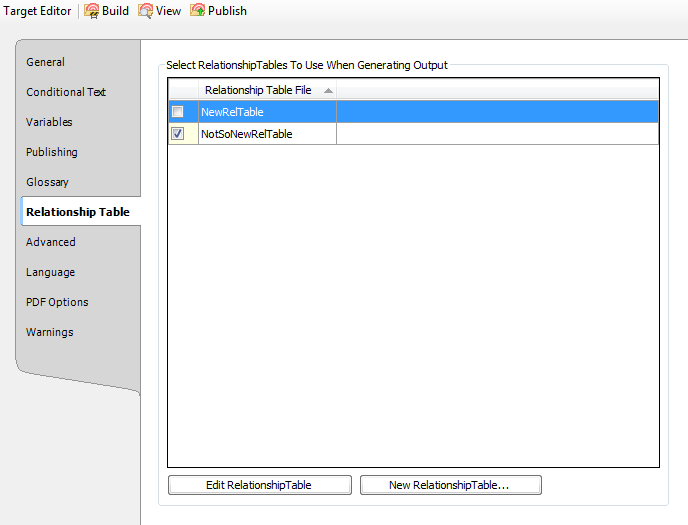 Target Editor Build View Publish
General
Conditional Text
Variables
Publishing
Glossary
Relationship Table
Advanced
Language
PDF Options
Warnings
Select RelationshipTables To Use When Generating Output
Relationship Table File
NewRelTable
NotSoNewRelTable
Edit RelationshipTable New RelationshipTable...